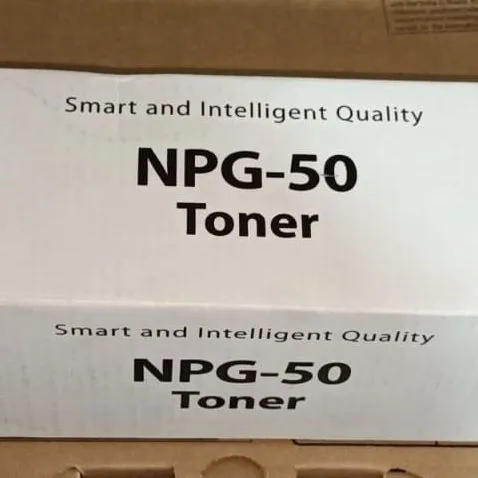 Smart and Intelligent Quality
NPG-50
Toner
Smart and Intelligent Quality
NPG-50
Toner